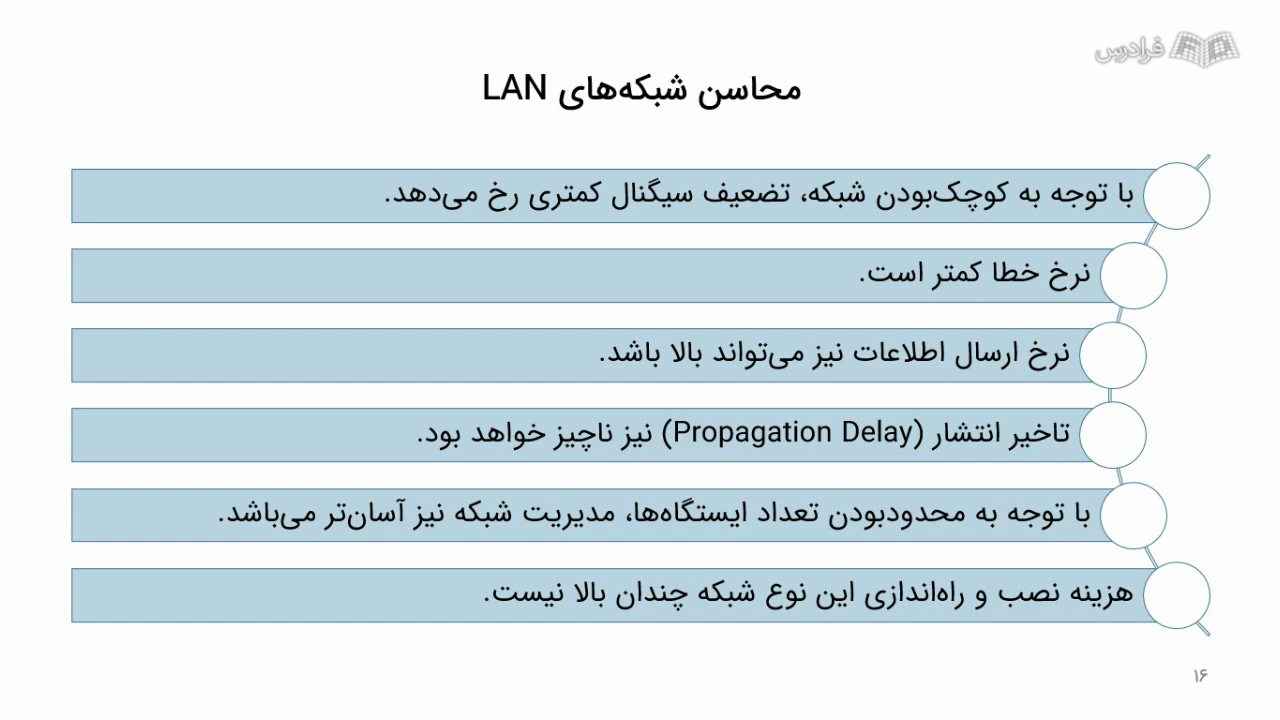 فرادرس
محاسن شبکه‌های LAN
با توجه به کوچک‌بودن شبکه، تضعیف سیگنال کمتری رخ می‌دهد.
نرخ خطا کمتر است.
نرخ ارسال اطلاعات نیز می‌تواند بالا باشد.
تاخیر انتشار (Propagation Delay) نیز ناچیز خواهد بود.
با توجه به محدودبودن تعداد ایستگاه‌ها، مدیریت شبکه نیز آسان‌تر می‌باشد.
هزینه نصب و راه‌اندازی این نوع شبکه چندان بالا نیست.
۱۶